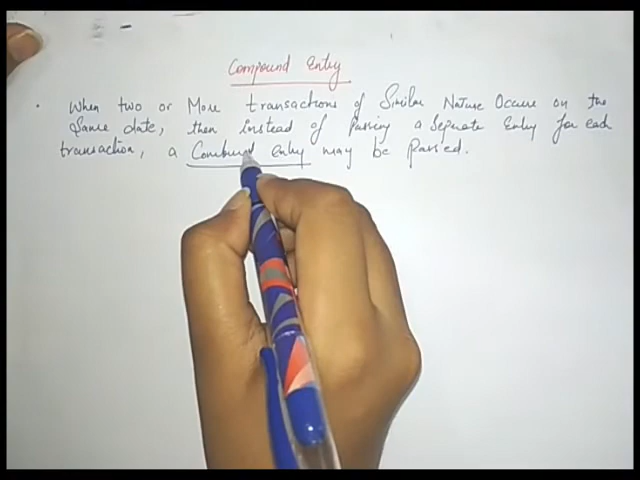 Compound Entry
• When two or More transactions of Similar Nature Occurs on the
Same date, then instead of Passing a Separate Entry for each
transaction, a Combined entry may be Passed.